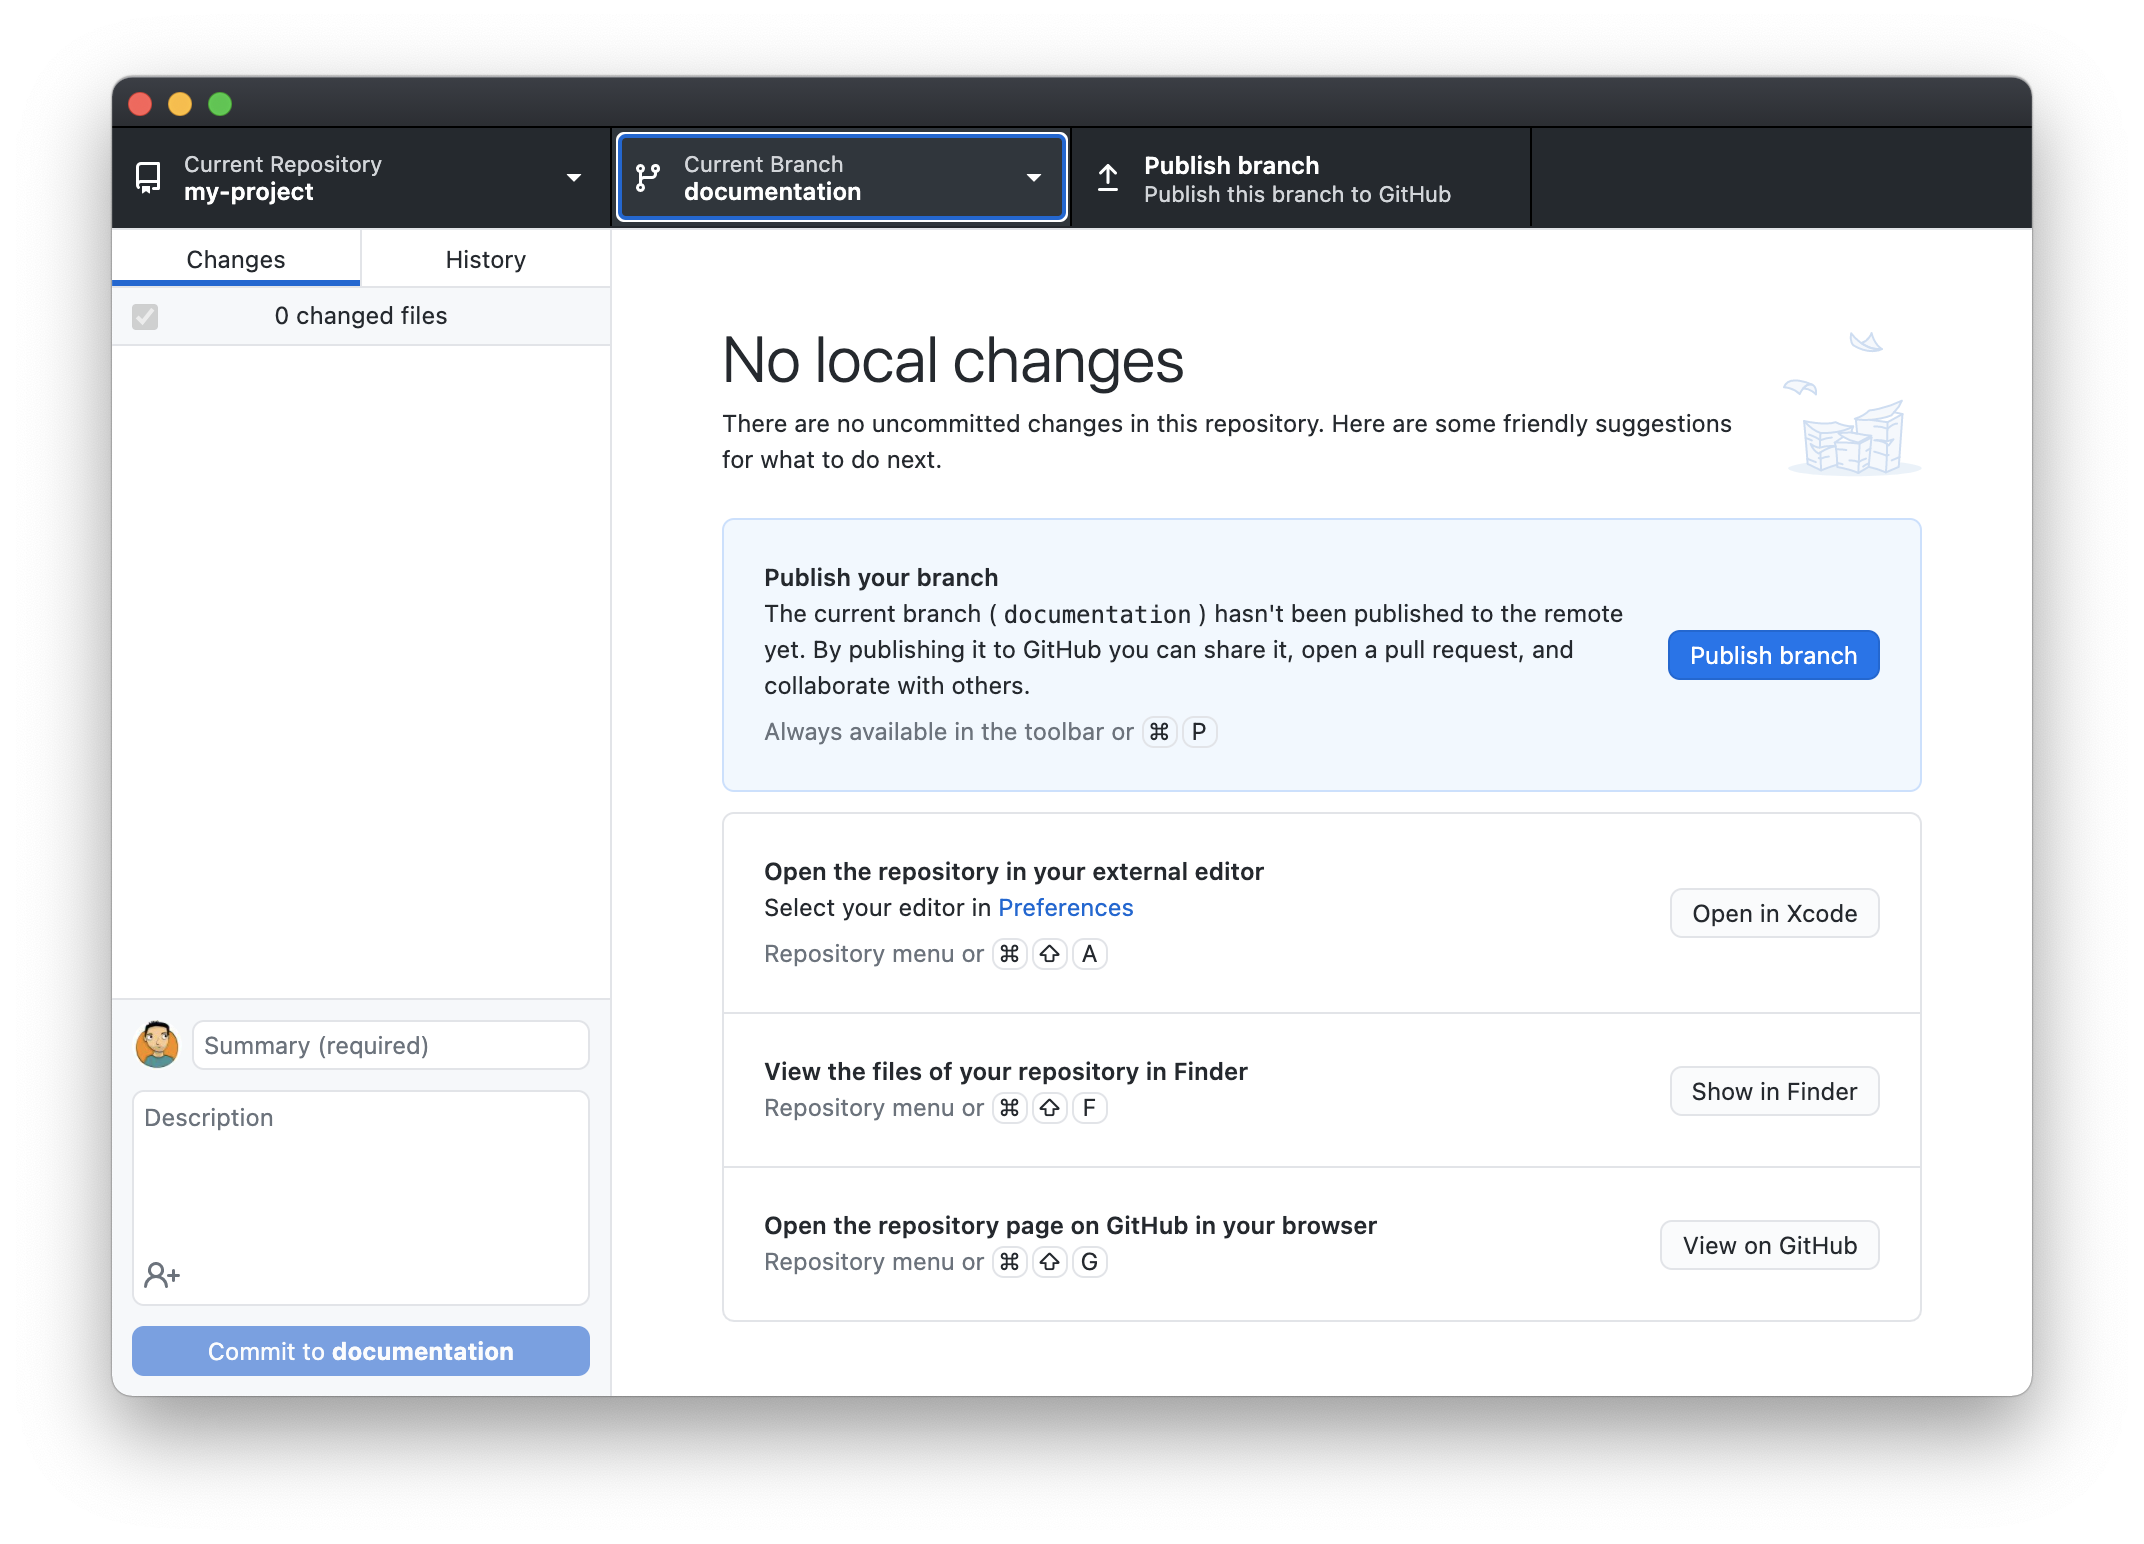 Current Repository
my-project
Current Branch
documentation
Publish branch
Publish this branch to GitHub
Changes
History
0 changed files
No local changes
There are no uncommitted changes in this repository. Here are some friendly suggestions
for what to do next.
Publish your branch
The current branch ( documentation ) hasn't been published to the remote
yet. By publishing it to GitHub you can share it, open a pull request, and
collaborate with others.
Always available in the toolbar or ⌘ P
Publish branch
Open the repository in your external editor
Select your editor in Preferences
Repository menu or ⌘ ⇧ A
Open in Xcode
View the files of your repository in Finder
Repository menu or ⌘ ⇧ F
Show in Finder
Open the repository page on GitHub in your browser
Repository menu or ⌘ ⇧ G
View on GitHub
Summary (required)
Description
Commit to documentation